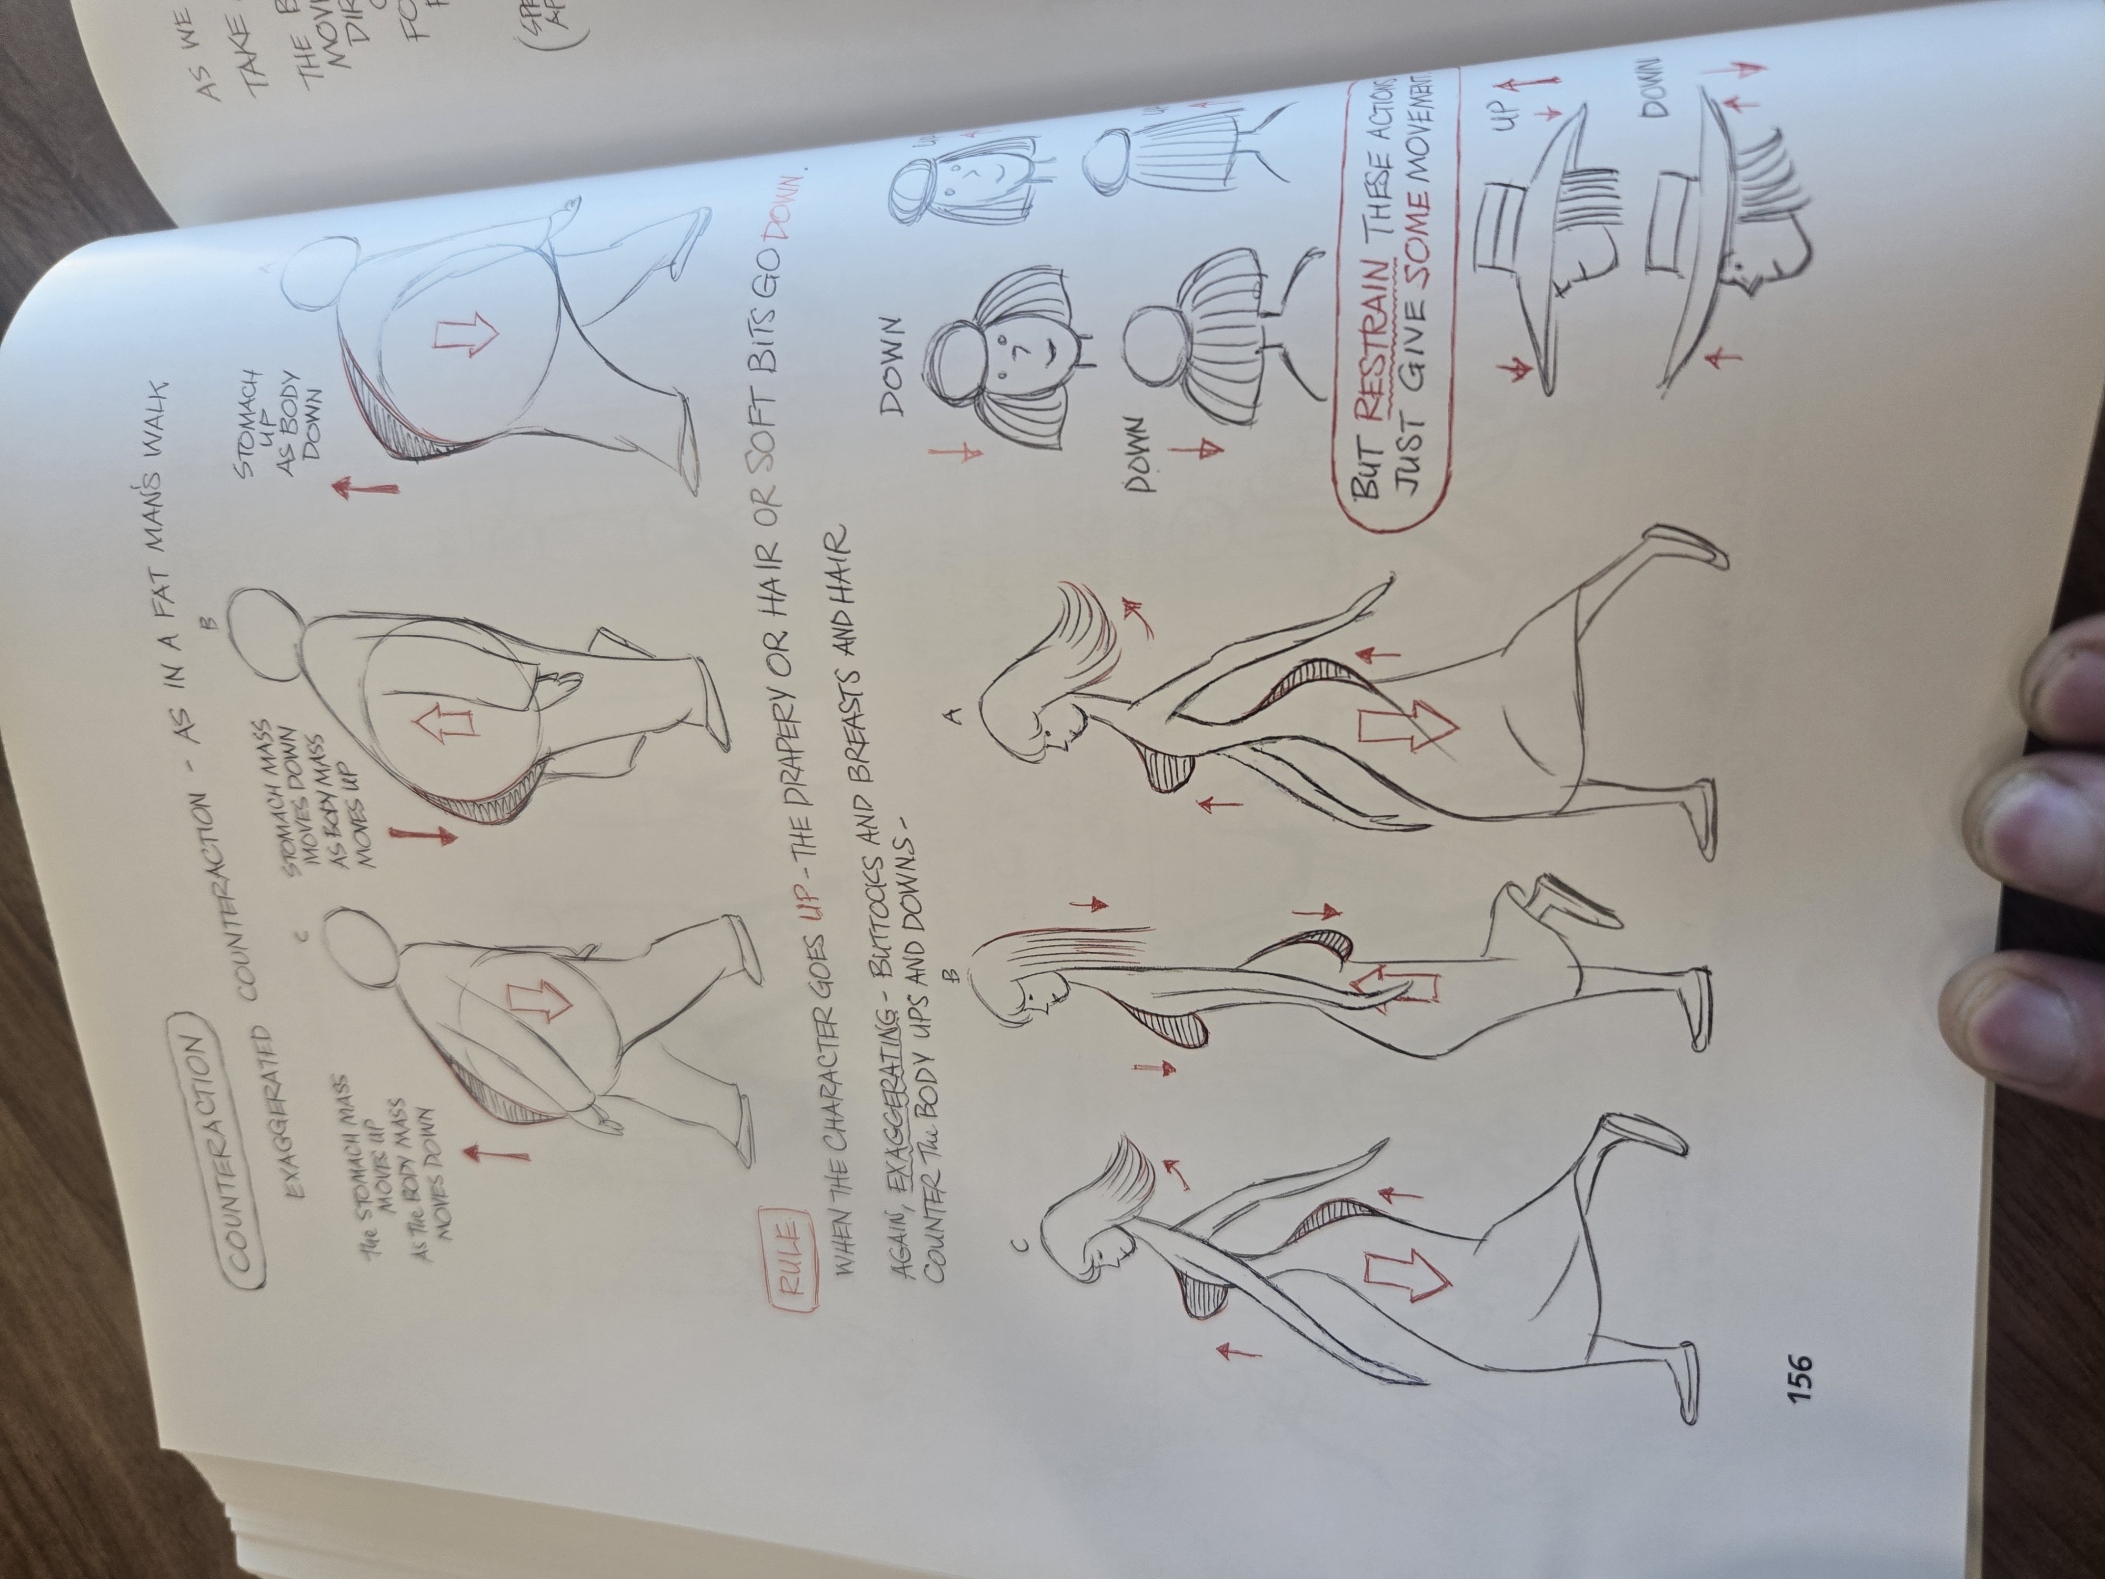 COUNTERACTION
EXAGGERATED COUNTERACTION - AS IN A FAT MAN'S WALK
C
The STOMACH MASS
MOVES UP
AS The BODY MASS
MOVES DOWN
B
STOMACH MASS
MOVES DOWN
AS BODY MASS
MOVES UP
A
STOMACH
UP
AS BODY
DOWN
RULE
WHEN THE CHARACTER GOES UP - THE DRAPERY OR HAIR OR SOFT BITS GO DOWN.
AGAIN, EXAGGERATING - BUTTOCKS AND BREASTS AND HAIR
COUNTER The BODY UPS AND DOWNS -
C
B
A
DOWN
UP
DOWN
UP
BUT RESTRAIN THESE ACTIONS
JUST GIVE SOME MOVEMENT
UP
DOWN
156
AS WE
TAKE
THE